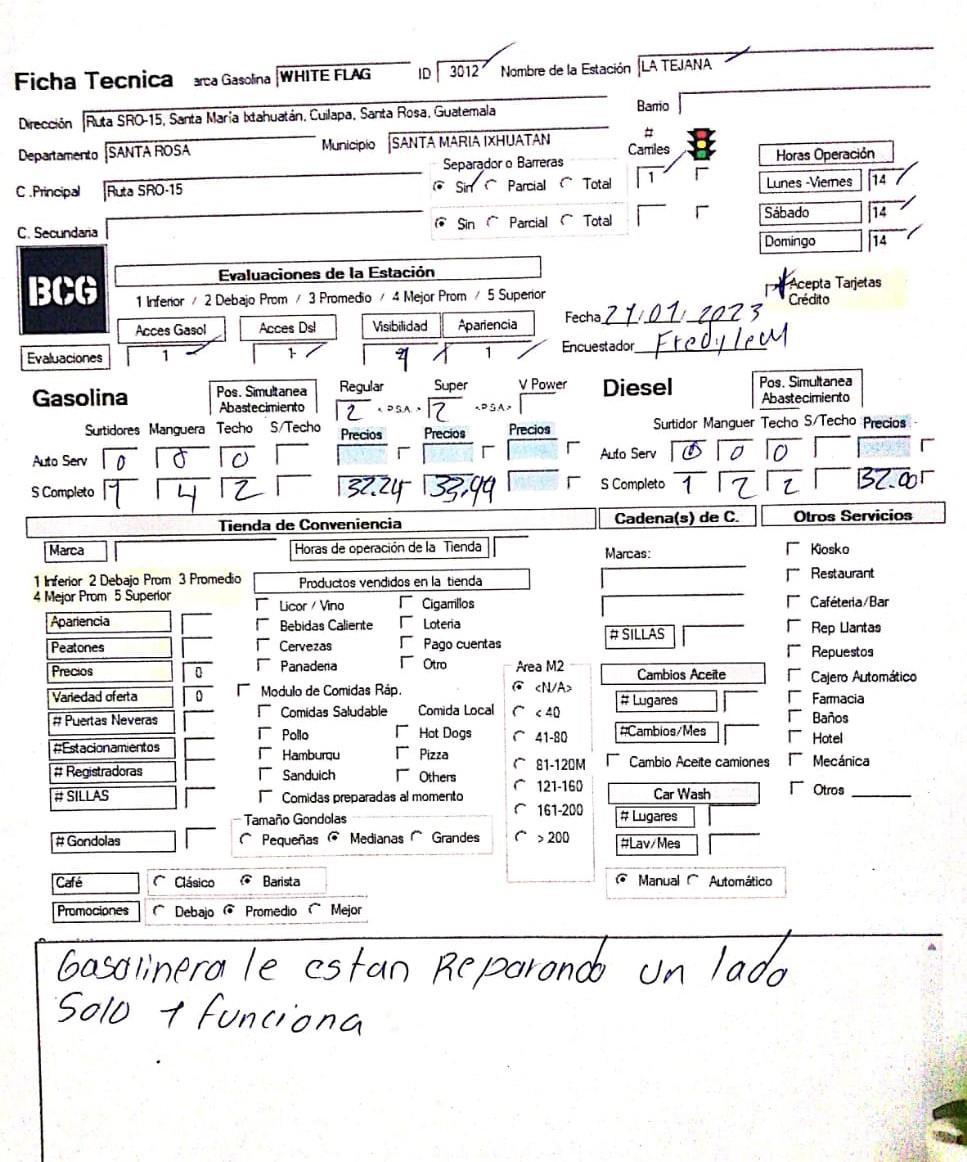 Ficha Tecnica arca Gasolina WHITE FLAG ID 3012 Nombre de la Estación LA TEJANA
Dirección Ruta SRO-15, Santa María Ixtahuatán, Cuilapa, Santa Rosa, Guatemala Barrio
Departamento SANTA ROSA Municipio SANTA MARIA IXHUATAN # Carriles
C .Principal Ruta SRO-15 Separador o Barreras Sin Parcial Total 1
C. Secundaria Sin Parcial Total
Horas Operación
Lunes -Viernes 14
Sábado 14
Domingo 14
BCG
Evaluaciones de la Estación
1 Inferior / 2 Debajo Prom / 3 Promedio / 4 Mejor Prom / 5 Superior
Acepta Tarjetas
Crédito
Acces Gasol Acces Dsl Visibilidad Apariencia
Evaluaciones 1 1 1
Fecha 21/01/2023
Encuestador
Gasolina Pos. Simultanea Abastecimiento Regular Super V Power
2 <PSA> 2 <PSA>
Surtidores Manguera Techo S/Techo Precios Precios Precios
Auto Serv 0 0 0
S Completo 1 4 2 32.24 33.99
Diesel Pos. Simultanea Abastecimiento
Surtidor Manguer Techo S/Techo Precios
Auto Serv 0 0 0
S Completo 1 2 2 32.00
Tienda de Conveniencia
Marca Horas de operación de la Tienda
1 Inferior 2 Debajo Prom 3 Promedio
4 Mejor Prom 5 Superior
Apariencia
Peatones
Precios 0
Variedad oferta 0
# Puertas Neveras
#Estacionamientos
# Registradoras
# SILLAS
# Gondolas
Productos vendidos en la tienda
Licor / Vino Cigarrillos
Bebidas Caliente Loteria
Cervezas Pago cuentas
Panaderia Otro
Modulo de Comidas Ráp.
Comidas Saludable Comida Local
Pollo Hot Dogs
Hamburqu Pizza
Sanduich Others
Comidas preparadas al momento
Tamaño Gondolas
Pequeñas Medianas Grandes
Area M2
<N/A>
< 40
41-80
81-120M
121-160
161-200
> 200
Café Clásico Barista
Promociones Debajo Promedio Mejor
Cadena(s) de C.
Marcas:
# SILLAS
Cambios Aceite
# Lugares
#Cambios/Mes
Cambio Aceite camiones
Car Wash
# Lugares
#Lav/Mes
Manual Automático
Otros Servicios
Kiosko
Restaurant
Caféteria/Bar
Rep Llantas
Repuestos
Cajero Automático
Farmacia
Baños
Hotel
Mecánica
Otros
Gasolinera le estan Reparando un lado
Solo 1 funciona